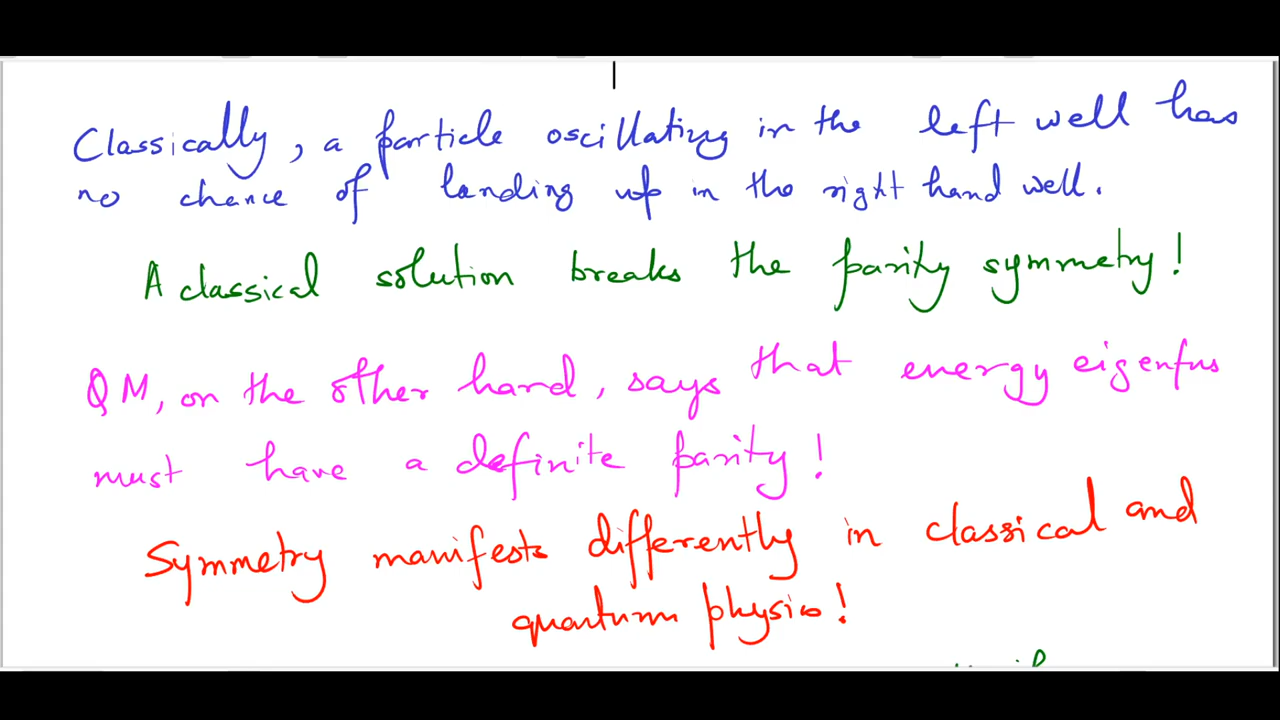 Classically, a particle oscillating in the left well has
no chance of landing up in the right hand well.
A classical solution breaks the parity symmetry!
QM, on the other hand, says that energy eigenfns
must have a definite parity!
Symmetry manifests differently in classical and
quantum physics!